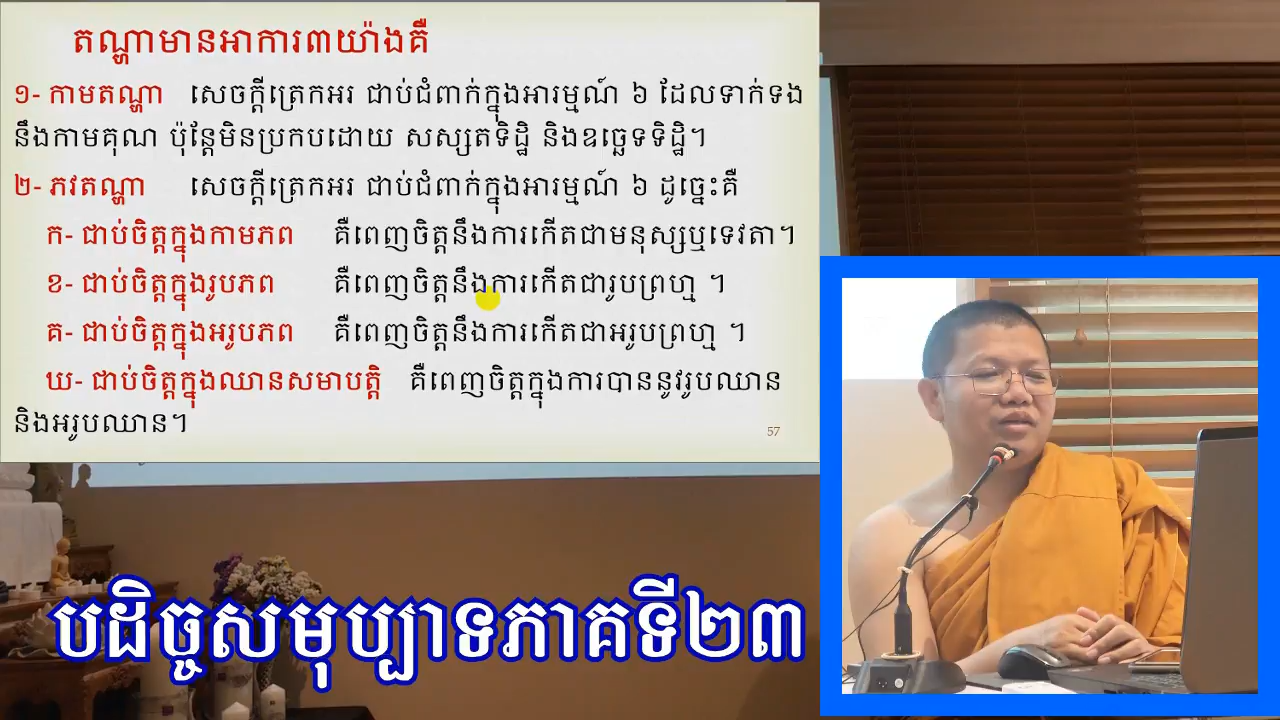 តណ្ហាមានអាការ៣យ៉ាងគឺ
១- កាមតណ្ហា សេចក្តីត្រេកអរ ជាប់ជំពាក់ក្នុងអារម្មណ៍ ៦ ដែលទាក់ទង
នឹងកាមគុណ ប៉ុន្តែមិនប្រកបដោយ សស្សតទិដ្ឋិ និងឧច្ឆេទទិដ្ឋិ។
២- ភវតណ្ហា សេចក្តីត្រេកអរ ជាប់ជំពាក់ក្នុងអារម្មណ៍ ៦ ដូច្នេះគឺ
ក- ជាប់ចិត្តក្នុងកាមភព គឺពេញចិត្តនឹងការកើតជាមនុស្សឬទេវតា។
ខ- ជាប់ចិត្តក្នុងរូបភព គឺពេញចិត្តនឹងការកើតជារូបព្រហ្ម ។
គ- ជាប់ចិត្តក្នុងអរូបភព គឺពេញចិត្តនឹងការកើតជាអរូបព្រហ្ម ។
ឃ- ជាប់ចិត្តក្នុងឈានសមាបត្តិ គឺពេញចិត្តក្នុងការបាននូវរូបឈាន
និងអរូបឈាន។
57
បដិច្ចសមុប្បាទភាគទី២៣